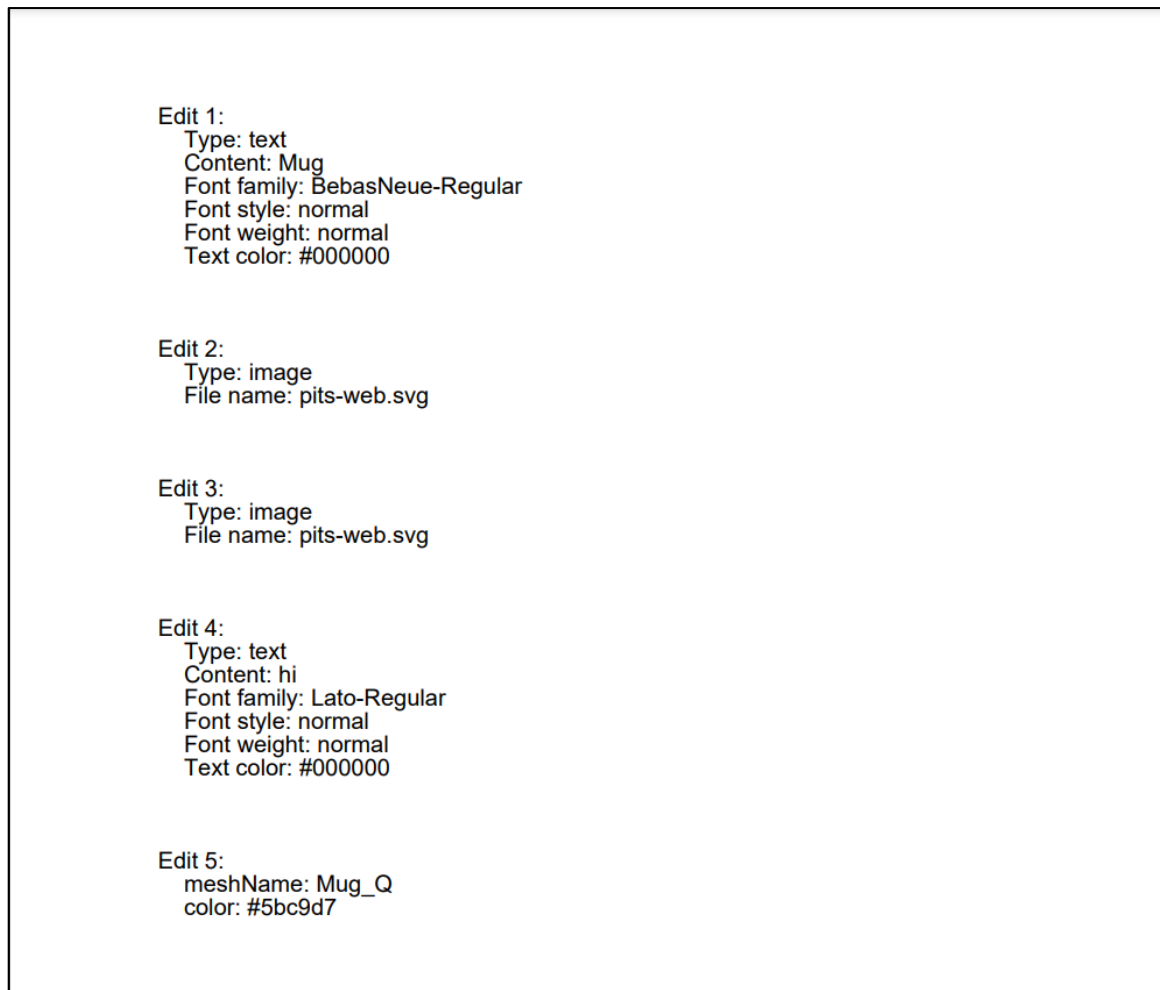 Edit 1:
Type: text
Content: Mug
Font family: BebasNeue-Regular
Font style: normal
Font weight: normal
Text color: #000000
Edit 2:
Type: image
File name: pits-web.svg
Edit 3:
Type: image
File name: pits-web.svg
Edit 4:
Type: text
Content: hi
Font family: Lato-Regular
Font style: normal
Font weight: normal
Text color: #000000
Edit 5:
meshName: Mug_Q
color: #5bc9d7